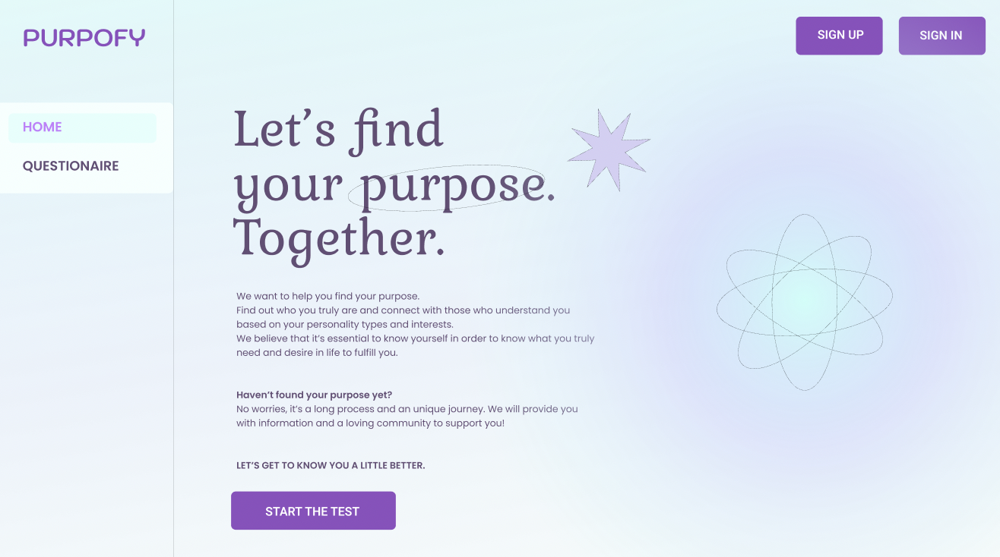 PURPOFY
SIGN UP
SIGN IN
HOME
QUESTIONAIRE
Let’s find
your purpose.
Together.
We want to help you find your purpose.
Find out who you truly are and connect with those who understand you
based on your personality types and interests.
We believe that it’s essential to know yourself in order to know what you truly
need and desire in life to fulfill you.
Haven’t found your purpose yet?
No worries, it’s a long process and an unique journey. We will provide you
with information and a loving community to support you!
LET’S GET TO KNOW YOU A LITTLE BETTER.
START THE TEST